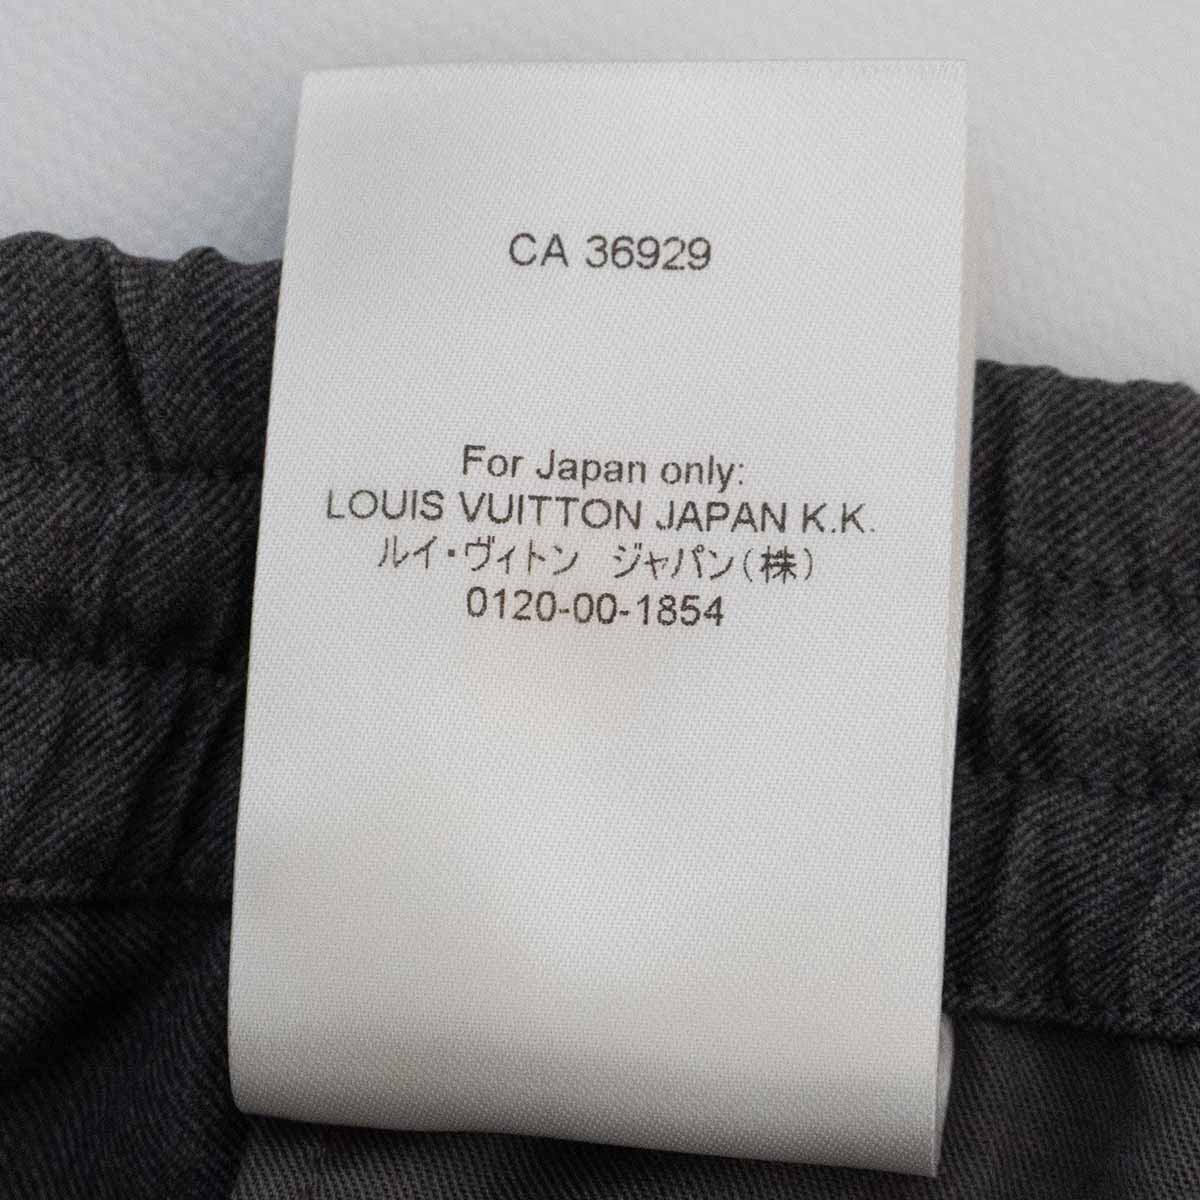 CA 36929
For Japan only:
LOUIS VUITTON JAPAN K.K.
ルイ・ヴィトン　ジャパン(株)
0120-00-1854